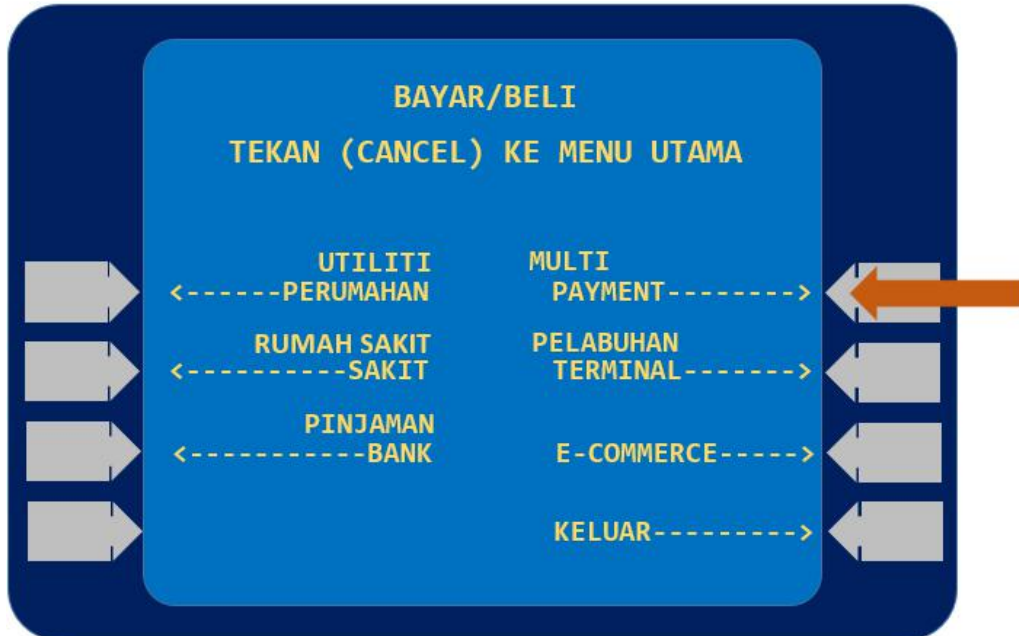 BAYAR/BELI
TEKAN (CANCEL) KE MENU UTAMA
UTILITI
<------PERUMAHAN
RUMAH SAKIT
<----------SAKIT
PINJAMAN
<-----------BANK
MULTI
PAYMENT-------->
PELABUHAN
TERMINAL------->
E-COMMERCE----->
KELUAR--------->